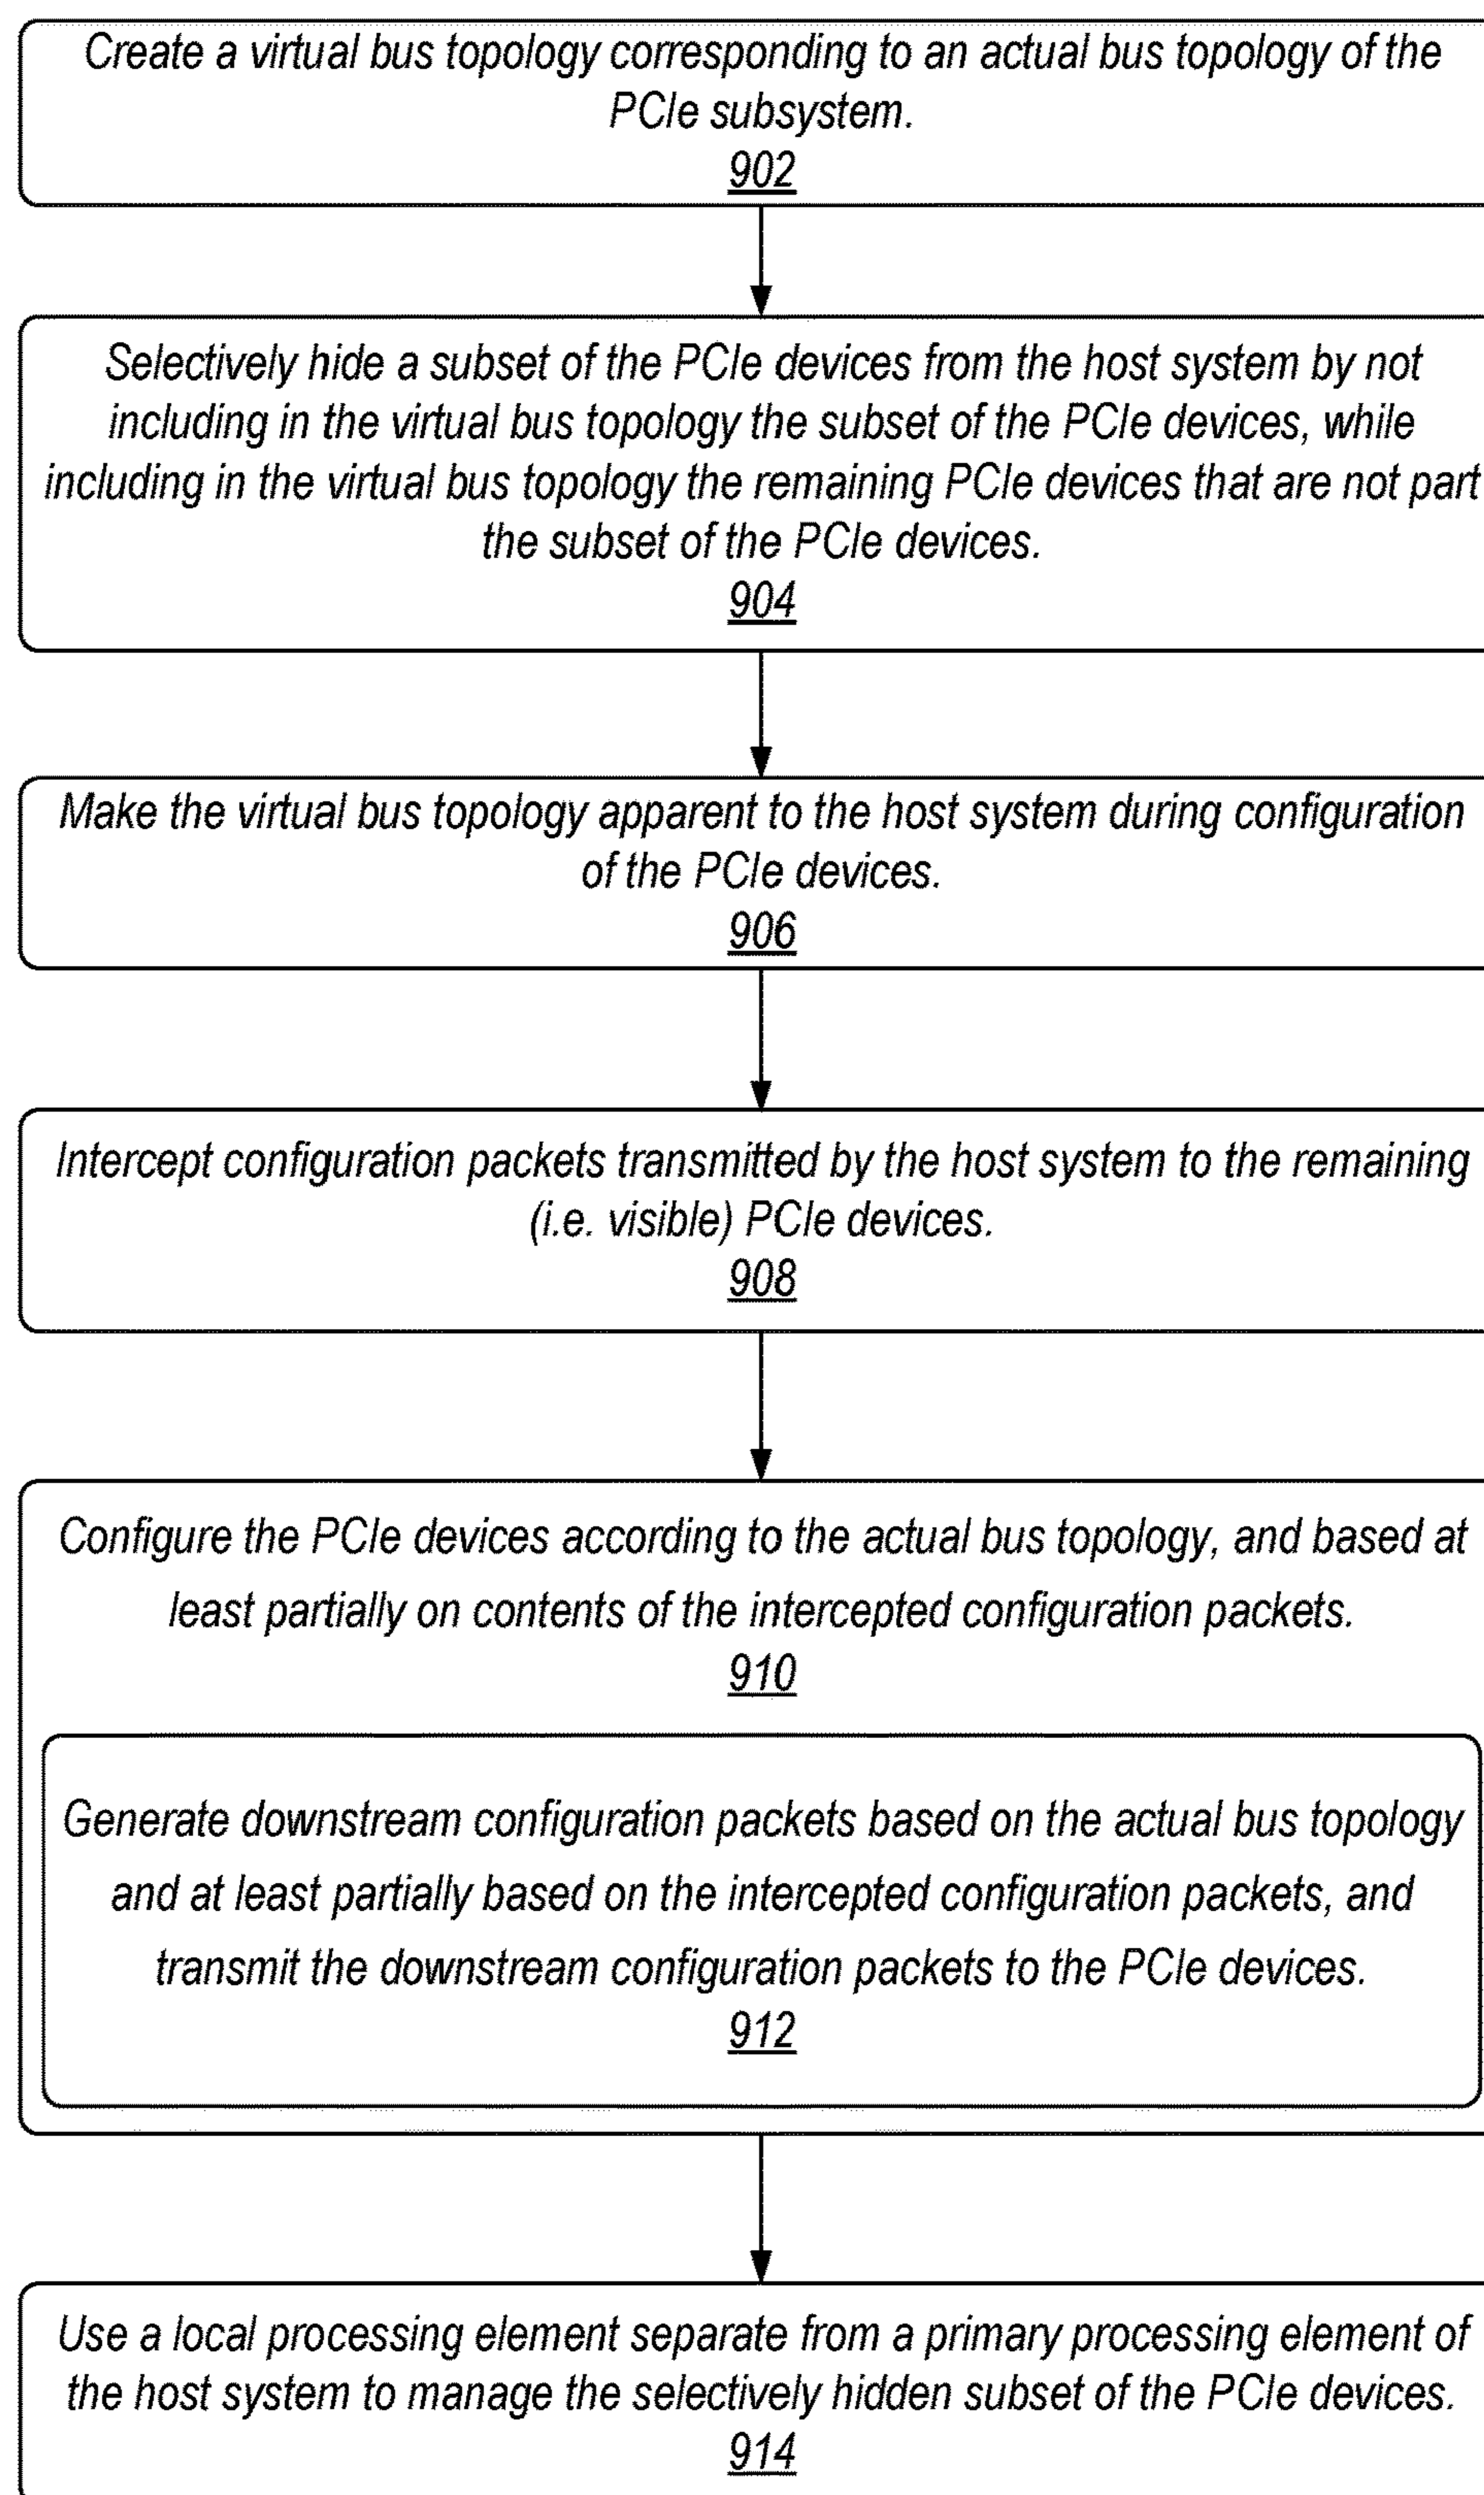 Create a virtual bus topology corresponding to an actual bus topology of the
PCIe subsystem.
902
Selectively hide a subset of the PCIe devices from the host system by not
including in the virtual bus topology the subset of the PCIe devices, while
including in the virtual bus topology the remaining PCIe devices that are not part
the subset of the PCIe devices.
904
Make the virtual bus topology apparent to the host system during configuration
of the PCIe devices.
906
Intercept configuration packets transmitted by the host system to the remaining
(i.e. visible) PCIe devices.
908
Configure the PCIe devices according to the actual bus topology, and based at
least partially on contents of the intercepted configuration packets.
910
Generate downstream configuration packets based on the actual bus topology
and at least partially based on the intercepted configuration packets, and
transmit the downstream configuration packets to the PCIe devices.
912
Use a local processing element separate from a primary processing element of
the host system to manage the selectively hidden subset of the PCIe devices.
914